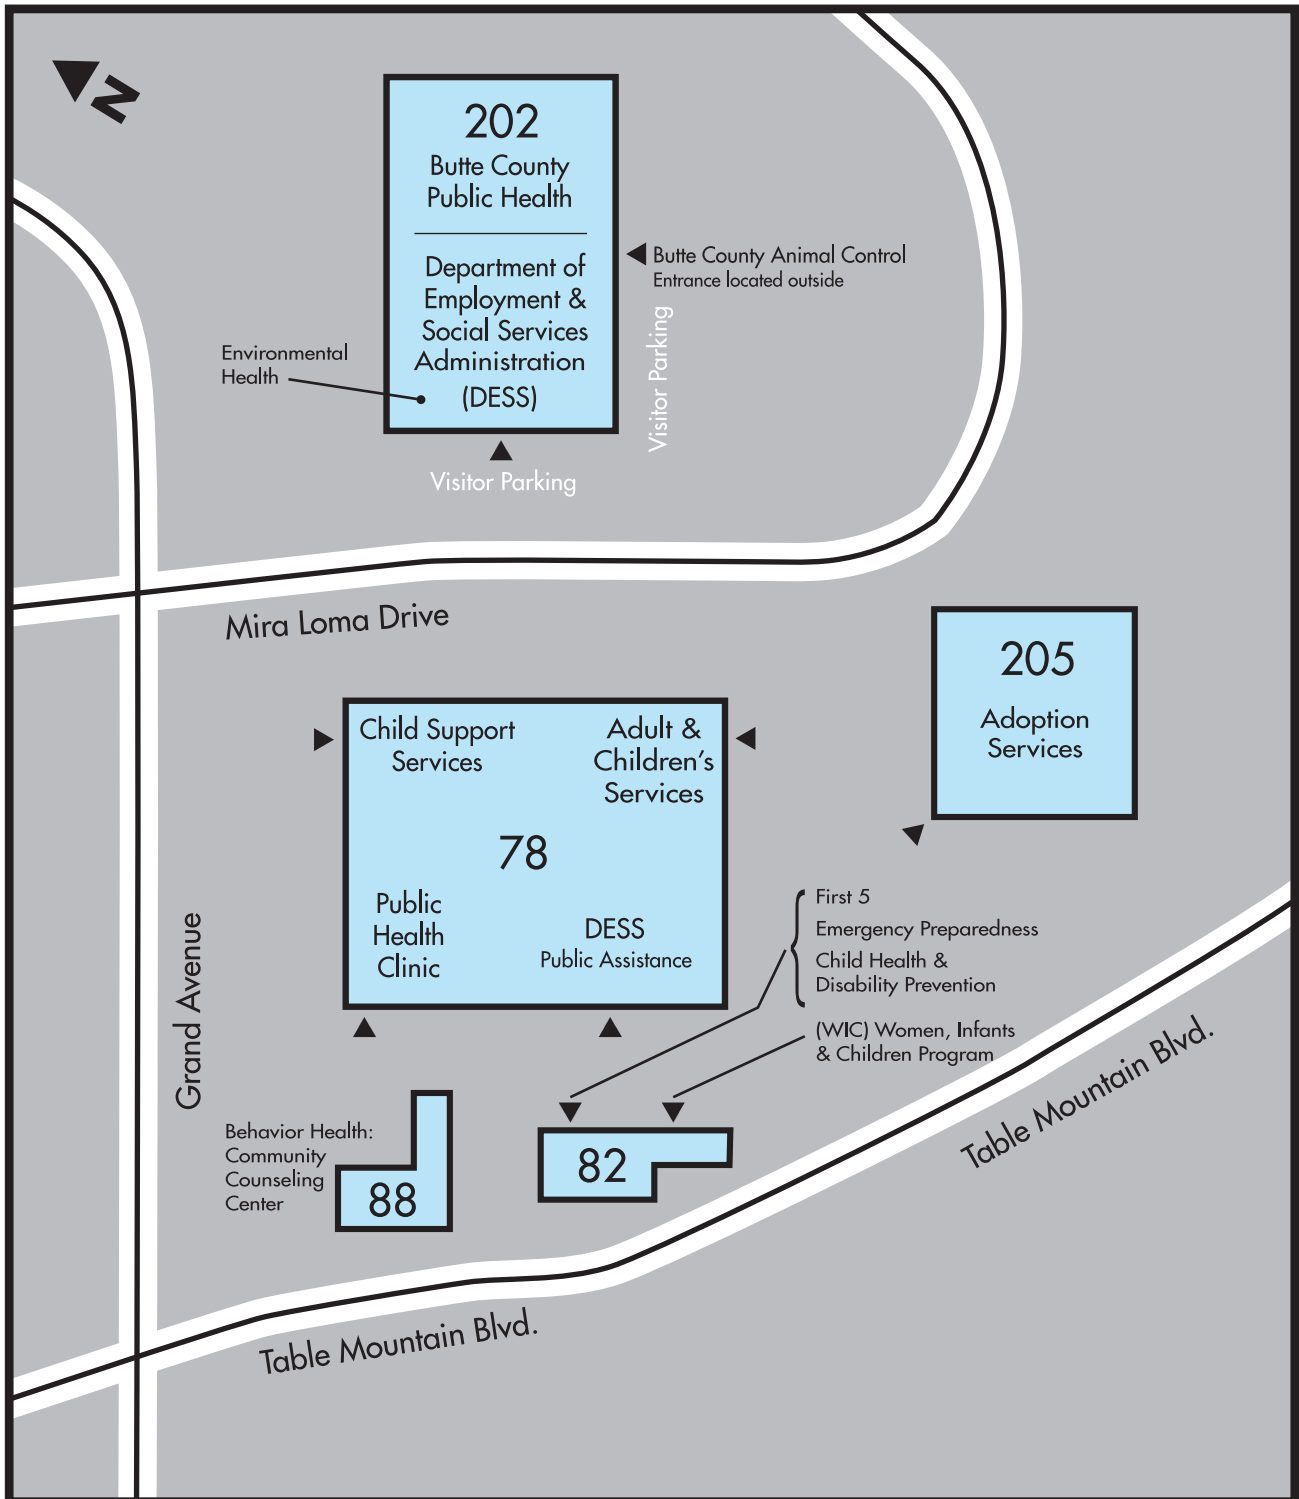 N
202
Butte County
Public Health
Department of
Employment &
Social Services
Administration
(DESS)
Butte County Animal Control
Entrance located outside
Visitor Parking
Environmental
Health
Visitor Parking
Mira Loma Drive
205
Adoption
Services
Child Support
Services
Adult &
Children's
Services
78
Public
Health
Clinic
DESS
Public Assistance
First 5
Emergency Preparedness
Child Health &
Disability Prevention
(WIC) Women, Infants
& Children Program
Grand Avenue
Table Mountain Blvd.
Behavior Health:
Community
Counseling
Center
88
82
Table Mountain Blvd.